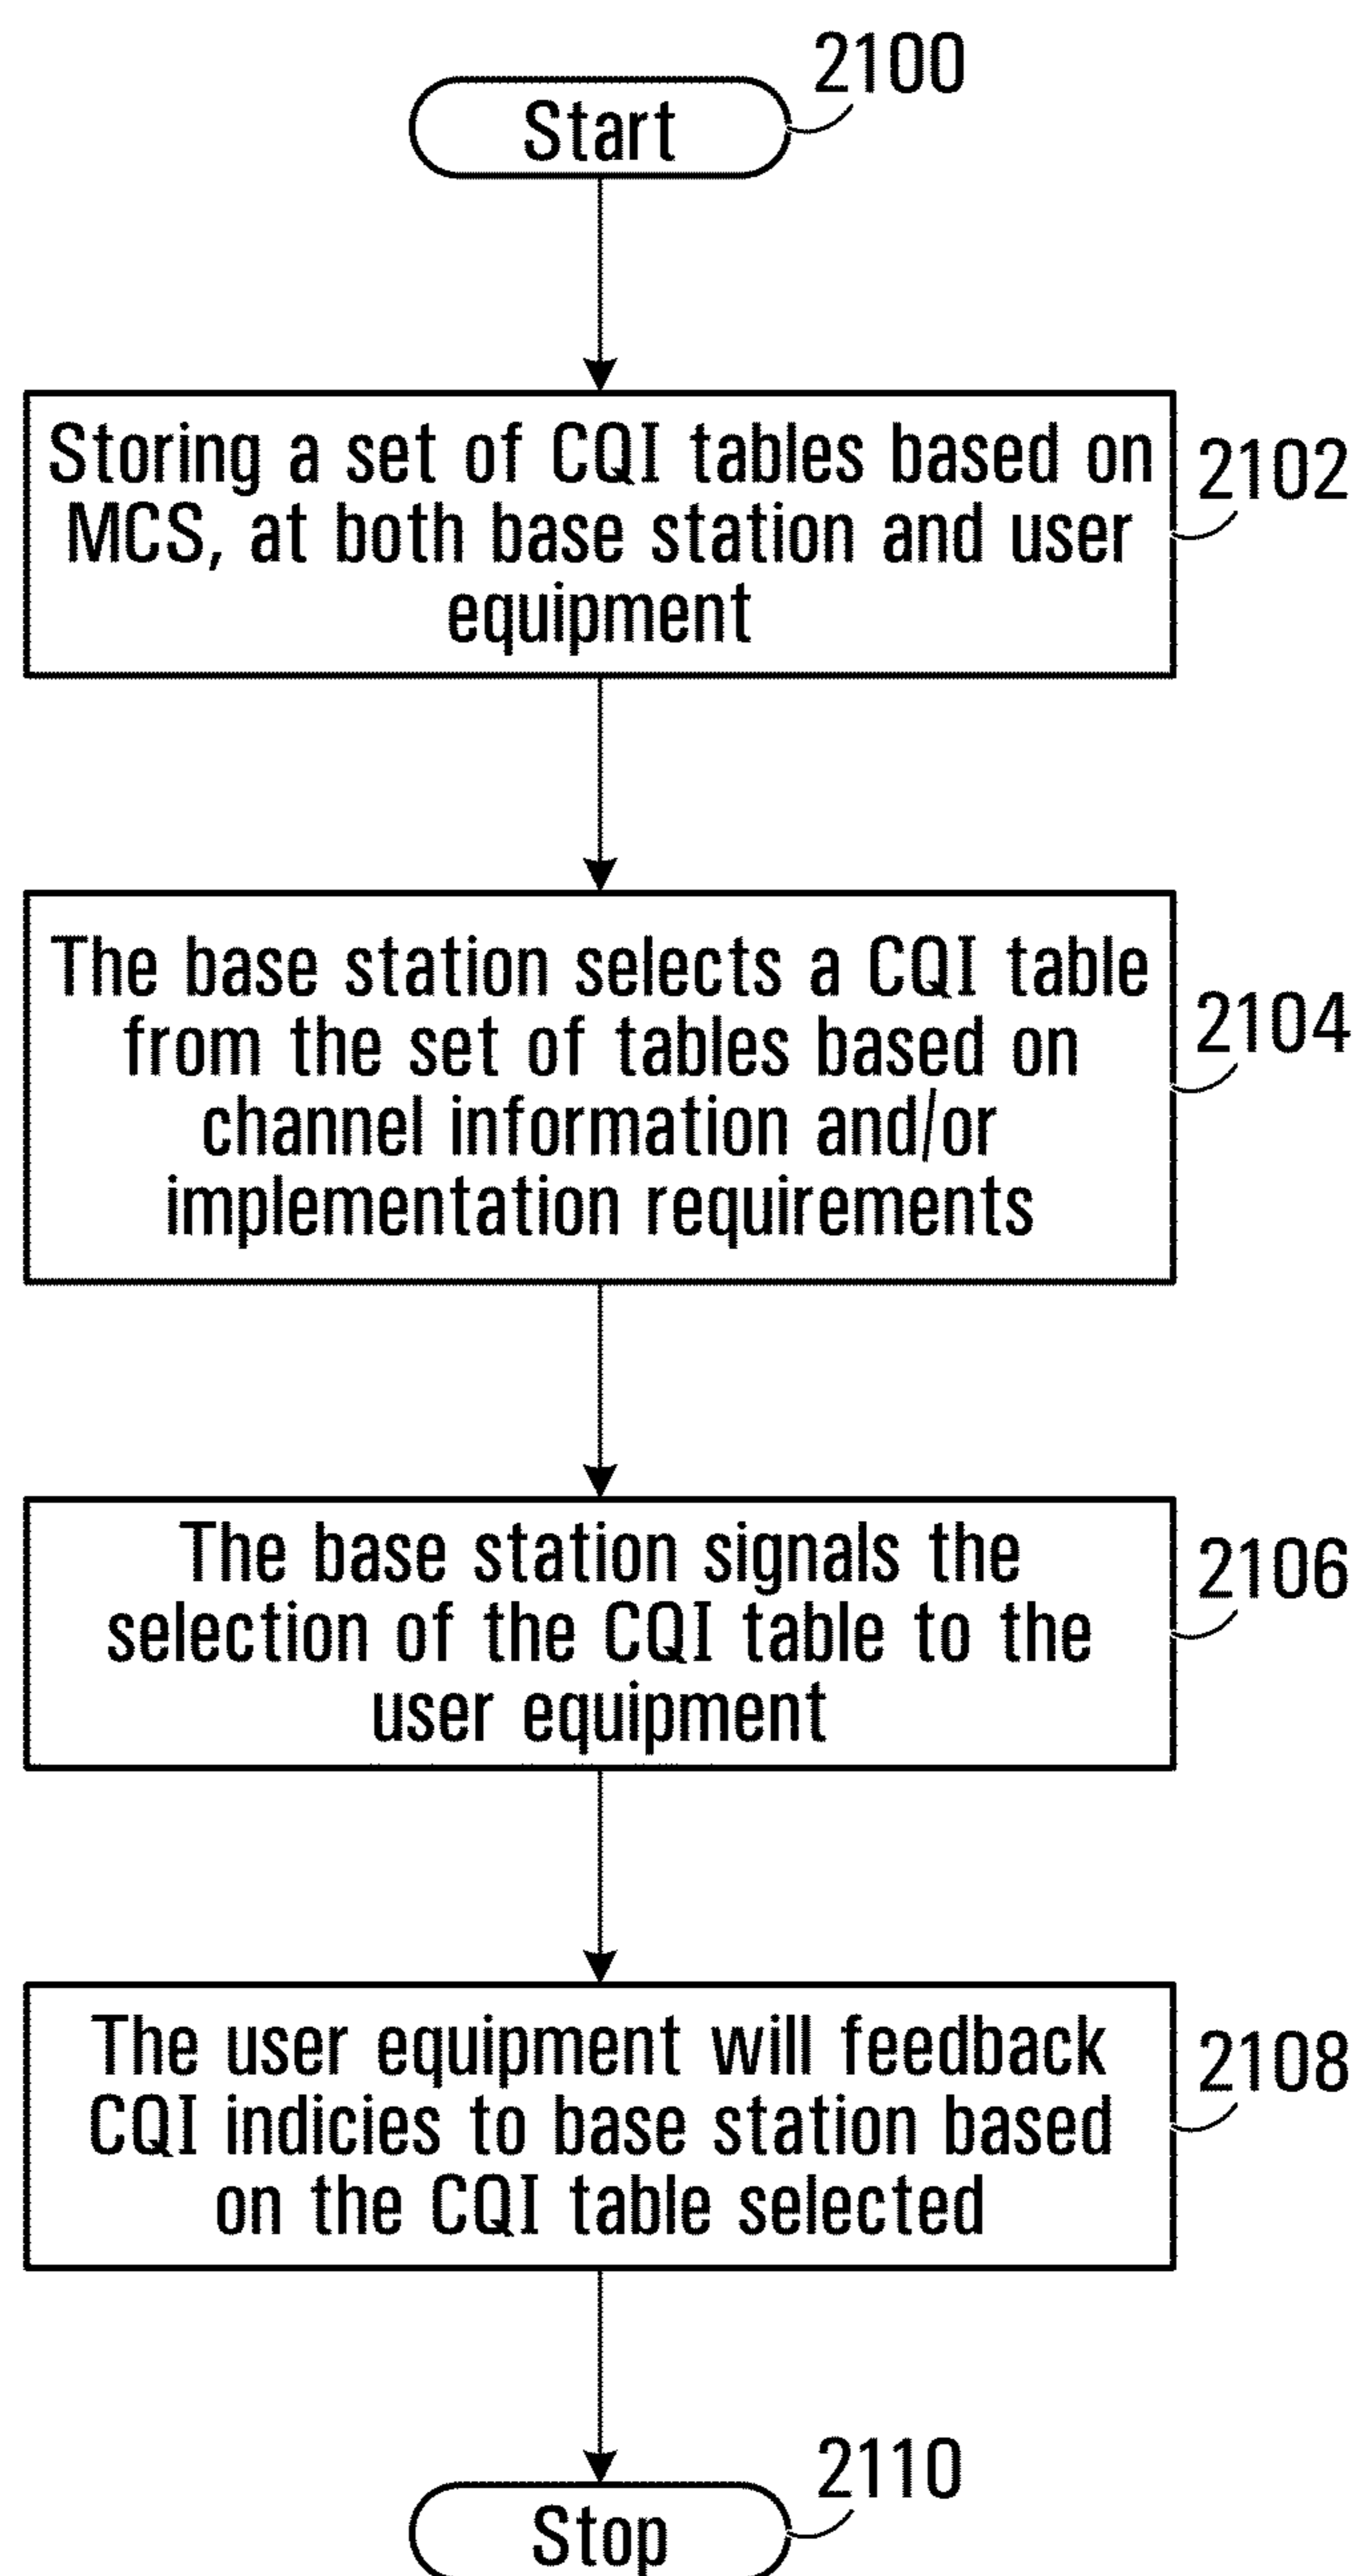 2100
Start
Storing a set of CQI tables based on
MCS, at both base station and user
equipment
2102
The base station selects a CQI table
from the set of tables based on
channel information and/or
implementation requirements
2104
The base station signals the
selection of the CQI table to the
user equipment
2106
The user equipment will feedback
CQI indicies to base station based
on the CQI table selected
2108
2110
Stop